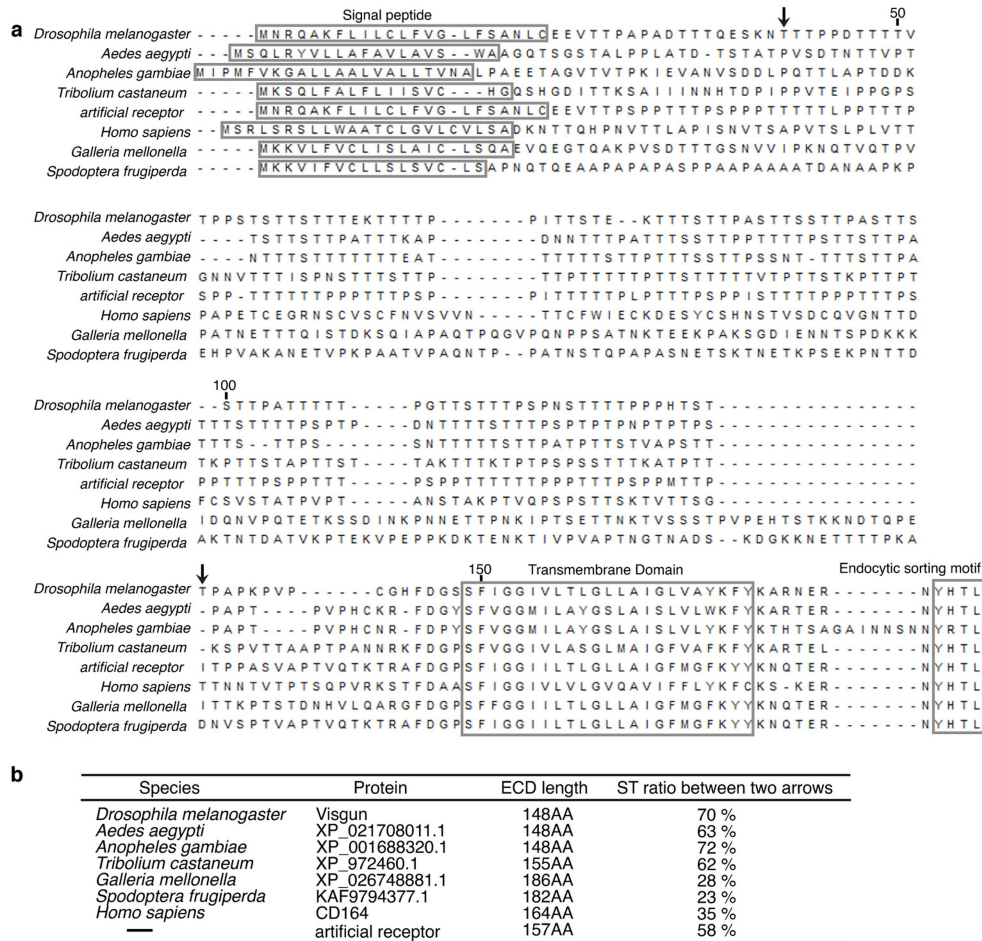 a
Signal peptide
50
Drosophila melanogaster - - - - - M N R Q A K F L I L C L F V G - L F S A N L C E E V T T P A P A D T T T Q E S K N T T T P P D T T T T V
Aedes aegypti - - - M S Q L R Y V L L A F A V L A V S - - W A A G Q T S G S T A L P P L A T D - T S T A T P V S D T N T T V P T
Anopheles gambiae M I P M F V K G A L L A A L V A L L T V N A L P A E E T A G V T V T P K I E V A N V S D D L P Q T T L A P T D D K
Tribolium castaneum - - - - - M K S Q L F A L F L I I S V C - - H G Q S H G D I T T K S A I I I N N H T D P I P P V T E I P P G P S
artificial receptor - - - - - M N R Q A K F L I L C L F V G - L F S A N L C E E V T T P S P P T T T T P S P P P T T T T T L P P T T T P
Homo sapiens - - M S R L S R S L L W A A T C L G V L C V L S A D K N T T Q H P N V T T L A P I S N V T S A P V T S L P L V T T
Galleria mellonella - - - - - M K K V L F V C L I S L A I C - L S Q A E V Q E G T Q A K P V S D T T T G S N V V I P K N Q T V Q T P V
Spodoptera frugiperda - - - - - M K K V I F V C L L S L S V C - L S A P N Q T Q E A A P A P A P A S P P A A P A A A A T D A N A A P K P
Drosophila melanogaster T P P S T S T T S T T T E K T T T T P - - - - - - - P I T T S T E - - K T T T S T T P A S T T S S T T P A S T T S
Aedes aegypti - - - - T S T T S T T P A T T T K A P - - - - - - - - D N N T T T P A T T T S S T T P P T T T T P S T T S T T P A
Anopheles gambiae - - - - N T T T S T T T T T T E A T - - - - - - - - T T T T T S T T P T T T P S S T T P S S N T - T T T S T T P A
Tribolium castaneum G N N V T T T I S P N S T T T S T T P - - - - - - - T T P T T T T T P T T S T T T T T V T P T T S T K P T T P T
artificial receptor S P P - T T T T T T P P P T T T P S P - - - - - - - P I T T T T T P L P T T T P S P P I S T T T T P P P T T T P S
Homo sapiens P A P E T C E G R N S C V S C F N V S V V N - - - - T T C F W I E C K D E S Y C S H N S T V S D C Q V G N T T D
Galleria mellonella P A T N E T T T Q I S T D K S Q I A P A Q T P Q G V P Q N P P S A T N K T E E K P A K S G D I E N N T S P D K K K
Spodoptera frugiperda E H P V A K A N E T V P K P A A T V P A Q N T P - - P A T N S T Q P A P A S N E T S K T N E T K P S E K P N T T D
100
Drosophila melanogaster - - S T T P A T T T T T - - - - - P G T T S T T T P S P N S T T T T P P P H T S T - - - - - - - - - - - - - - -
Aedes aegypti T T T S T T T T P S P T P - - - - D N T T T T S T T T P S P T P T P N P T P T P S - - - - - - - - - - - - - - -
Anopheles gambiae T T T S - - T T P S - - - - - - S N T T T T T S T T P A T P T T S T V A P S T T - - - - - - - - - - - - - - -
Tribolium castaneum T K P T T S T A P T T S T - - - - T A K T T T K T P T P S P S S T T T K A T P T T - - - - - - - - - - - - - - -
artificial receptor P P T T T P S P P T T T - - - - P S P P T T T T T T P P P T T T P S P P M T T P - - - - - - - - - - - - - - -
Homo sapiens F C S V S T A T P V P T - - - - A N S T A K P T V Q P S P S T T S K T V T T S G - - - - - - - - - - - - - - -
Galleria mellonella I D Q N V P Q T E T K S S D I N K P N N E T T P N K I P T S E T T N K T V S S S T P V P E H T S T K K N D T Q P E
Spodoptera frugiperda A K T N T D A T V K P T E K V P E P P K D K T E N K T I V P V A P T N G T N A D S - - K D G K K N E T T T T P K A
150 Transmembrane Domain Endocytic sorting motif
Drosophila melanogaster T P A P K P V P - - - - - C G H F D G S S F I G G I V L T L G L L A I G L V A Y K F Y K A R N E R - - - - - - - N Y H T L
Aedes aegypti - P A P T - - - P V P H C K R - F D G Y S F V G G M I L A Y G S L A I S L V L W K F Y K A R T E R - - - - - - - N Y H T L
Anopheles gambiae - P A P T - - - P V P H C N R - F D P Y S F V G G M I L A Y G S L A I S L V L Y K F Y K T H T S A G A I N N S N N Y R T L
Tribolium castaneum - K S P V T T A A P T P A N N R K F D G P S F V G G I V L A S G L M A I G F V A F K F Y K A R T E L - - - - - - - N Y H T L
artificial receptor I T P P A S V A P T V Q T K T R A F D G P S F I G G I I L T L G L L A I G F M G F K Y Y K N Q T E R - - - - - - - N Y H T L
Homo sapiens T T N N T V T P T S Q P V R K S T F D A A S F I G G I V L V L G V Q A V I F F L Y K F C K S - K E R - - - - - - - N Y H T L
Galleria mellonella I T T K P T S T D N H V L Q A R G F D G P S F F G G I I L T L G L L A I G F M G F K Y Y K N Q T E R - - - - - - - N Y H T L
Spodoptera frugiperda D N V S P T V A P T V Q T K T R A F D G P S F I G G I I L T L G L L A I G F M G F K Y Y K N Q T E R - - - - - - - N Y H T L
b
Species Protein ECD length ST ratio between two arrows
Drosophila melanogaster Visgun 148AA 70 %
Aedes aegypti XP_021708011.1 148AA 63 %
Anopheles gambiae XP_001688320.1 148AA 72 %
Tribolium castaneum XP_972460.1 155AA 62 %
Galleria mellonella XP_026748881.1 186AA 28 %
Spodoptera frugiperda KAF9794377.1 182AA 23 %
Homo sapiens CD164 164AA 35 %
— artificial receptor 157AA 58 %